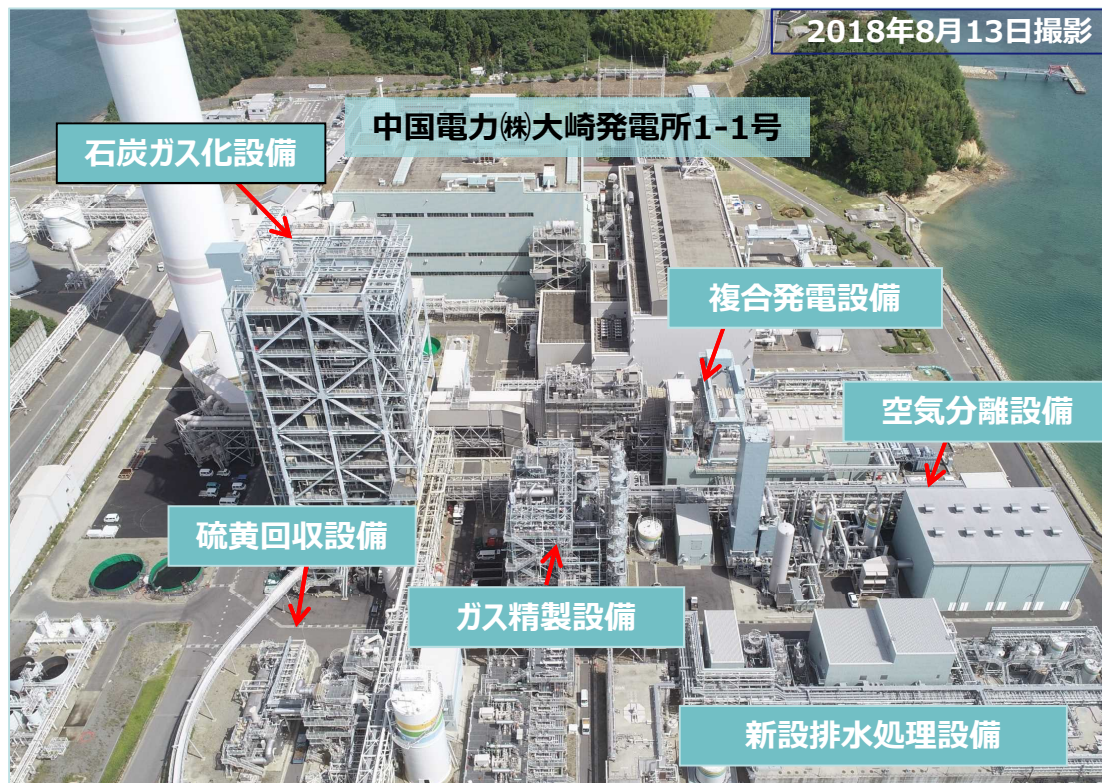 2018年8月13日撮影
中国電力㈱大崎発電所1-1号
石炭ガス化設備
複合発電設備
空気分離設備
硫黄回収設備
ガス精製設備
新設排水処理設備